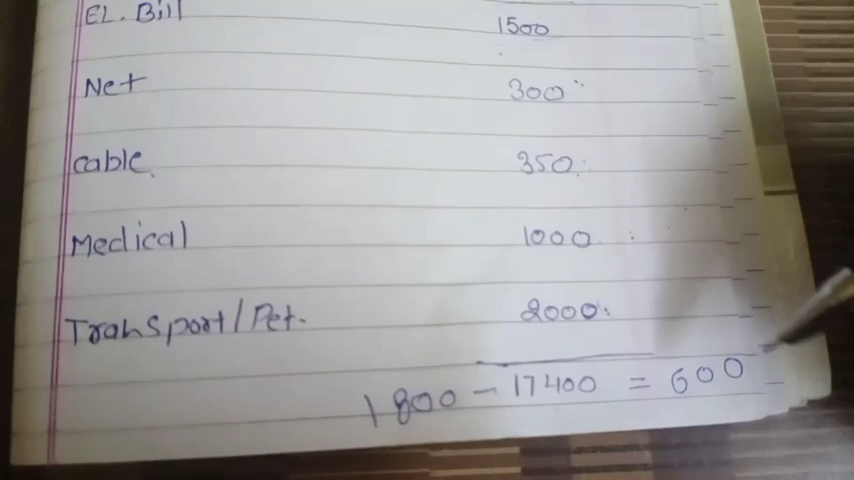 EL. Bill 1500
Net 300
cable. 350
Medical 1000
Transport/Pet. 2000
1800 - 17400 = 600